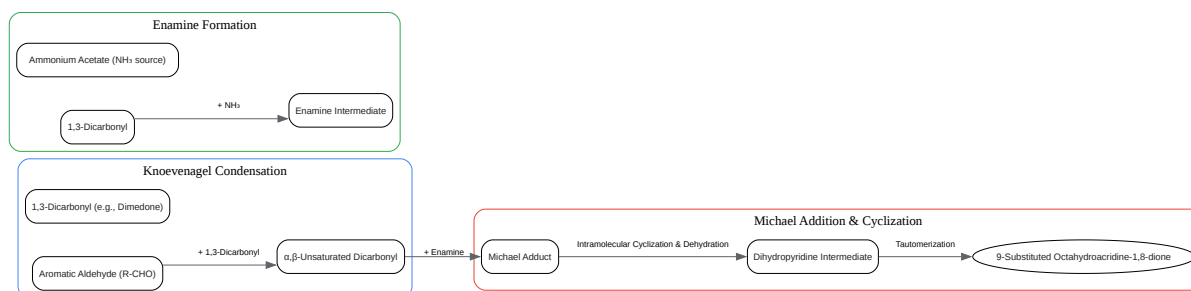 Enamine Formation
Ammonium Acetate (NH₃ source)
+ NH₃
1,3-Dicarbonyl
Enamine Intermediate
Knoevenagel Condensation
1,3-Dicarbonyl (e.g., Dimedone)
+ 1,3-Dicarbonyl
Aromatic Aldehyde (R-CHO)
α,β-Unsaturated Dicarbonyl
+ Enamine
Michael Addition & Cyclization
Michael Adduct
Intramolecular Cyclization & Dehydration
Dihydropyridine Intermediate
Tautomerization
9-Substituted Octahydroacridine-1,8-dione